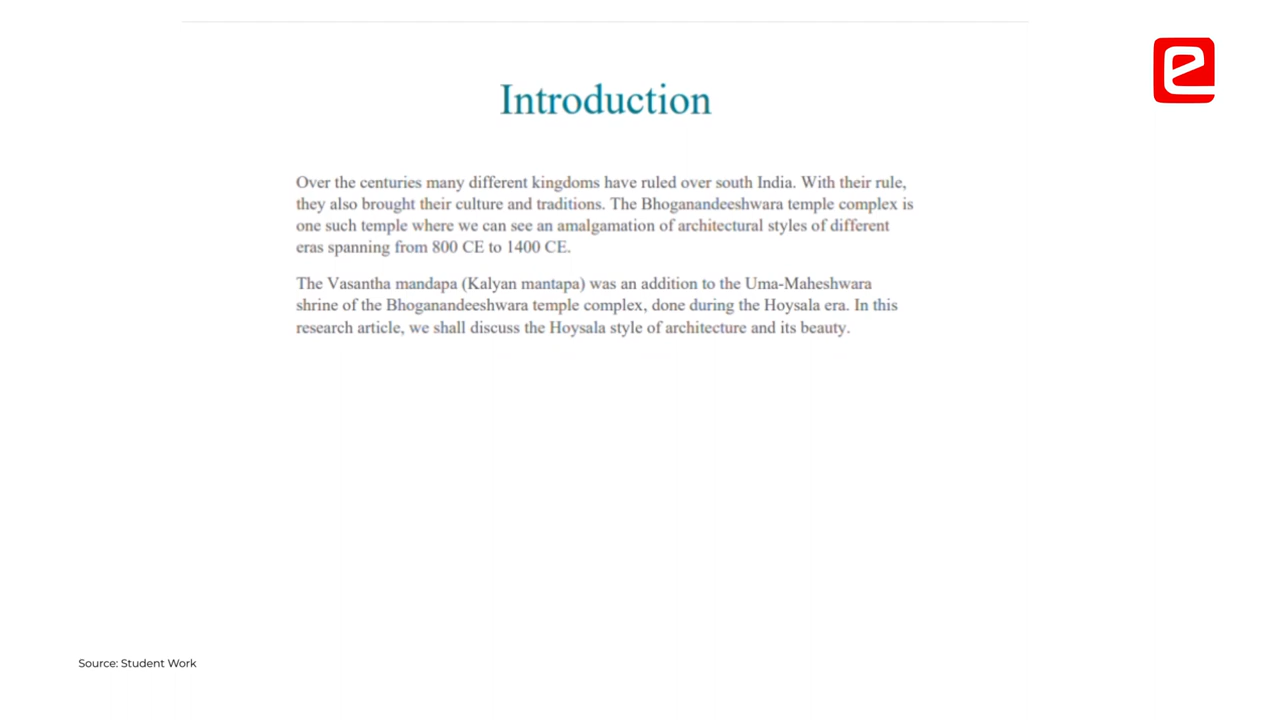 Introduction
Over the centuries many different kingdoms have ruled over south India. With their rule,
they also brought their culture and traditions. The Bhoganandeeshwara temple complex is
one such temple where we can see an amalgamation of architectural styles of different
eras spanning from 800 CE to 1400 CE.
The Vasantha mandapa (Kalyan mantapa) was an addition to the Uma-Maheshwara
shrine of the Bhoganandeeshwara temple complex, done during the Hoysala era. In this
research article, we shall discuss the Hoysala style of architecture and its beauty.
Source: Student Work